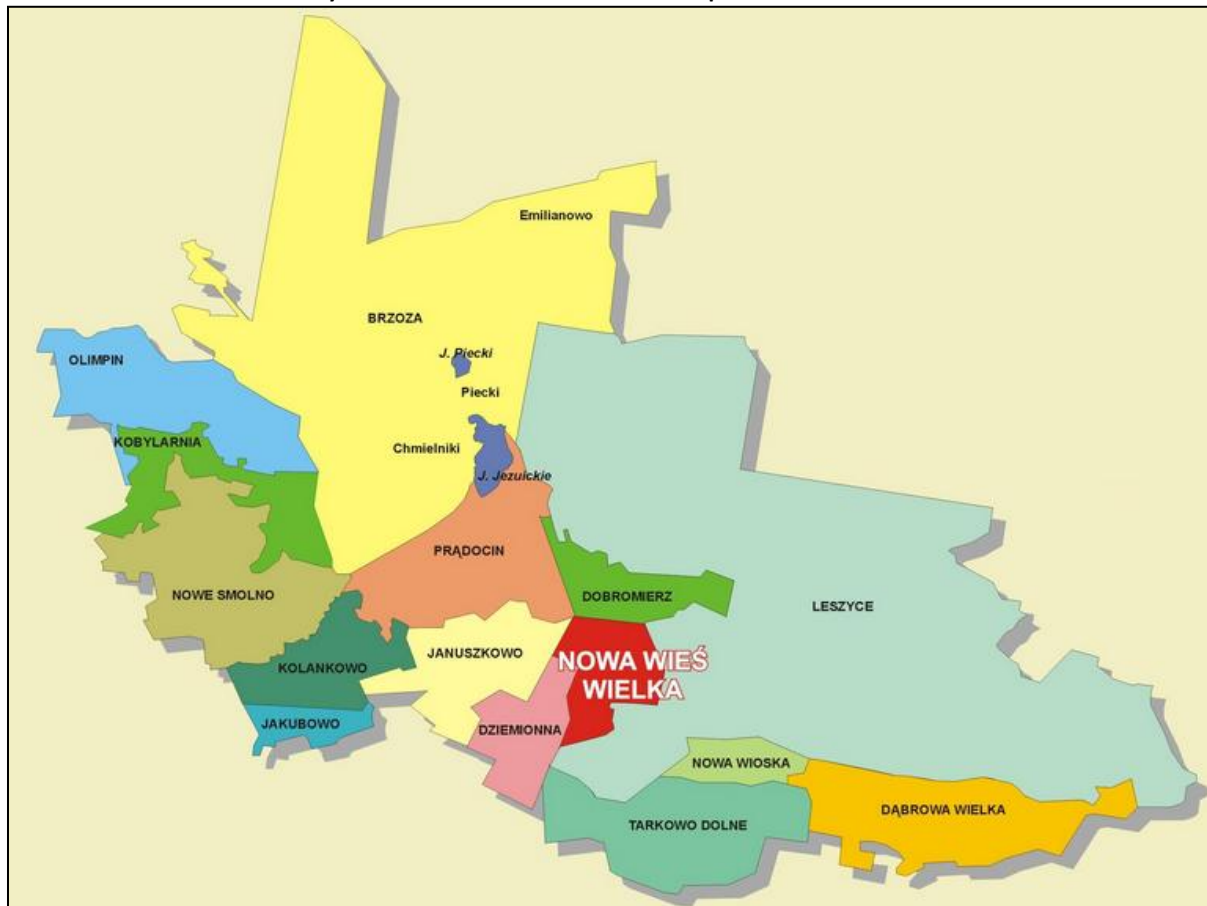 Emilianowo
BRZOZA
J. Piecki
OLIMPIN
Piecki
KOBYLARNIA
Chmielniki
J. Jezuickie
PRĄDOCIN
NOWE SMOLNO
DOBROMIERZ
LESZYCE
JANUSZKOWO
KOLANKOWO
NOWA WIEŚ
WIELKA
JAKUBOWO
DZIEMIONNA
NOWA WIOSKA
DĄBROWA WIELKA
TARKOWO DOLNE